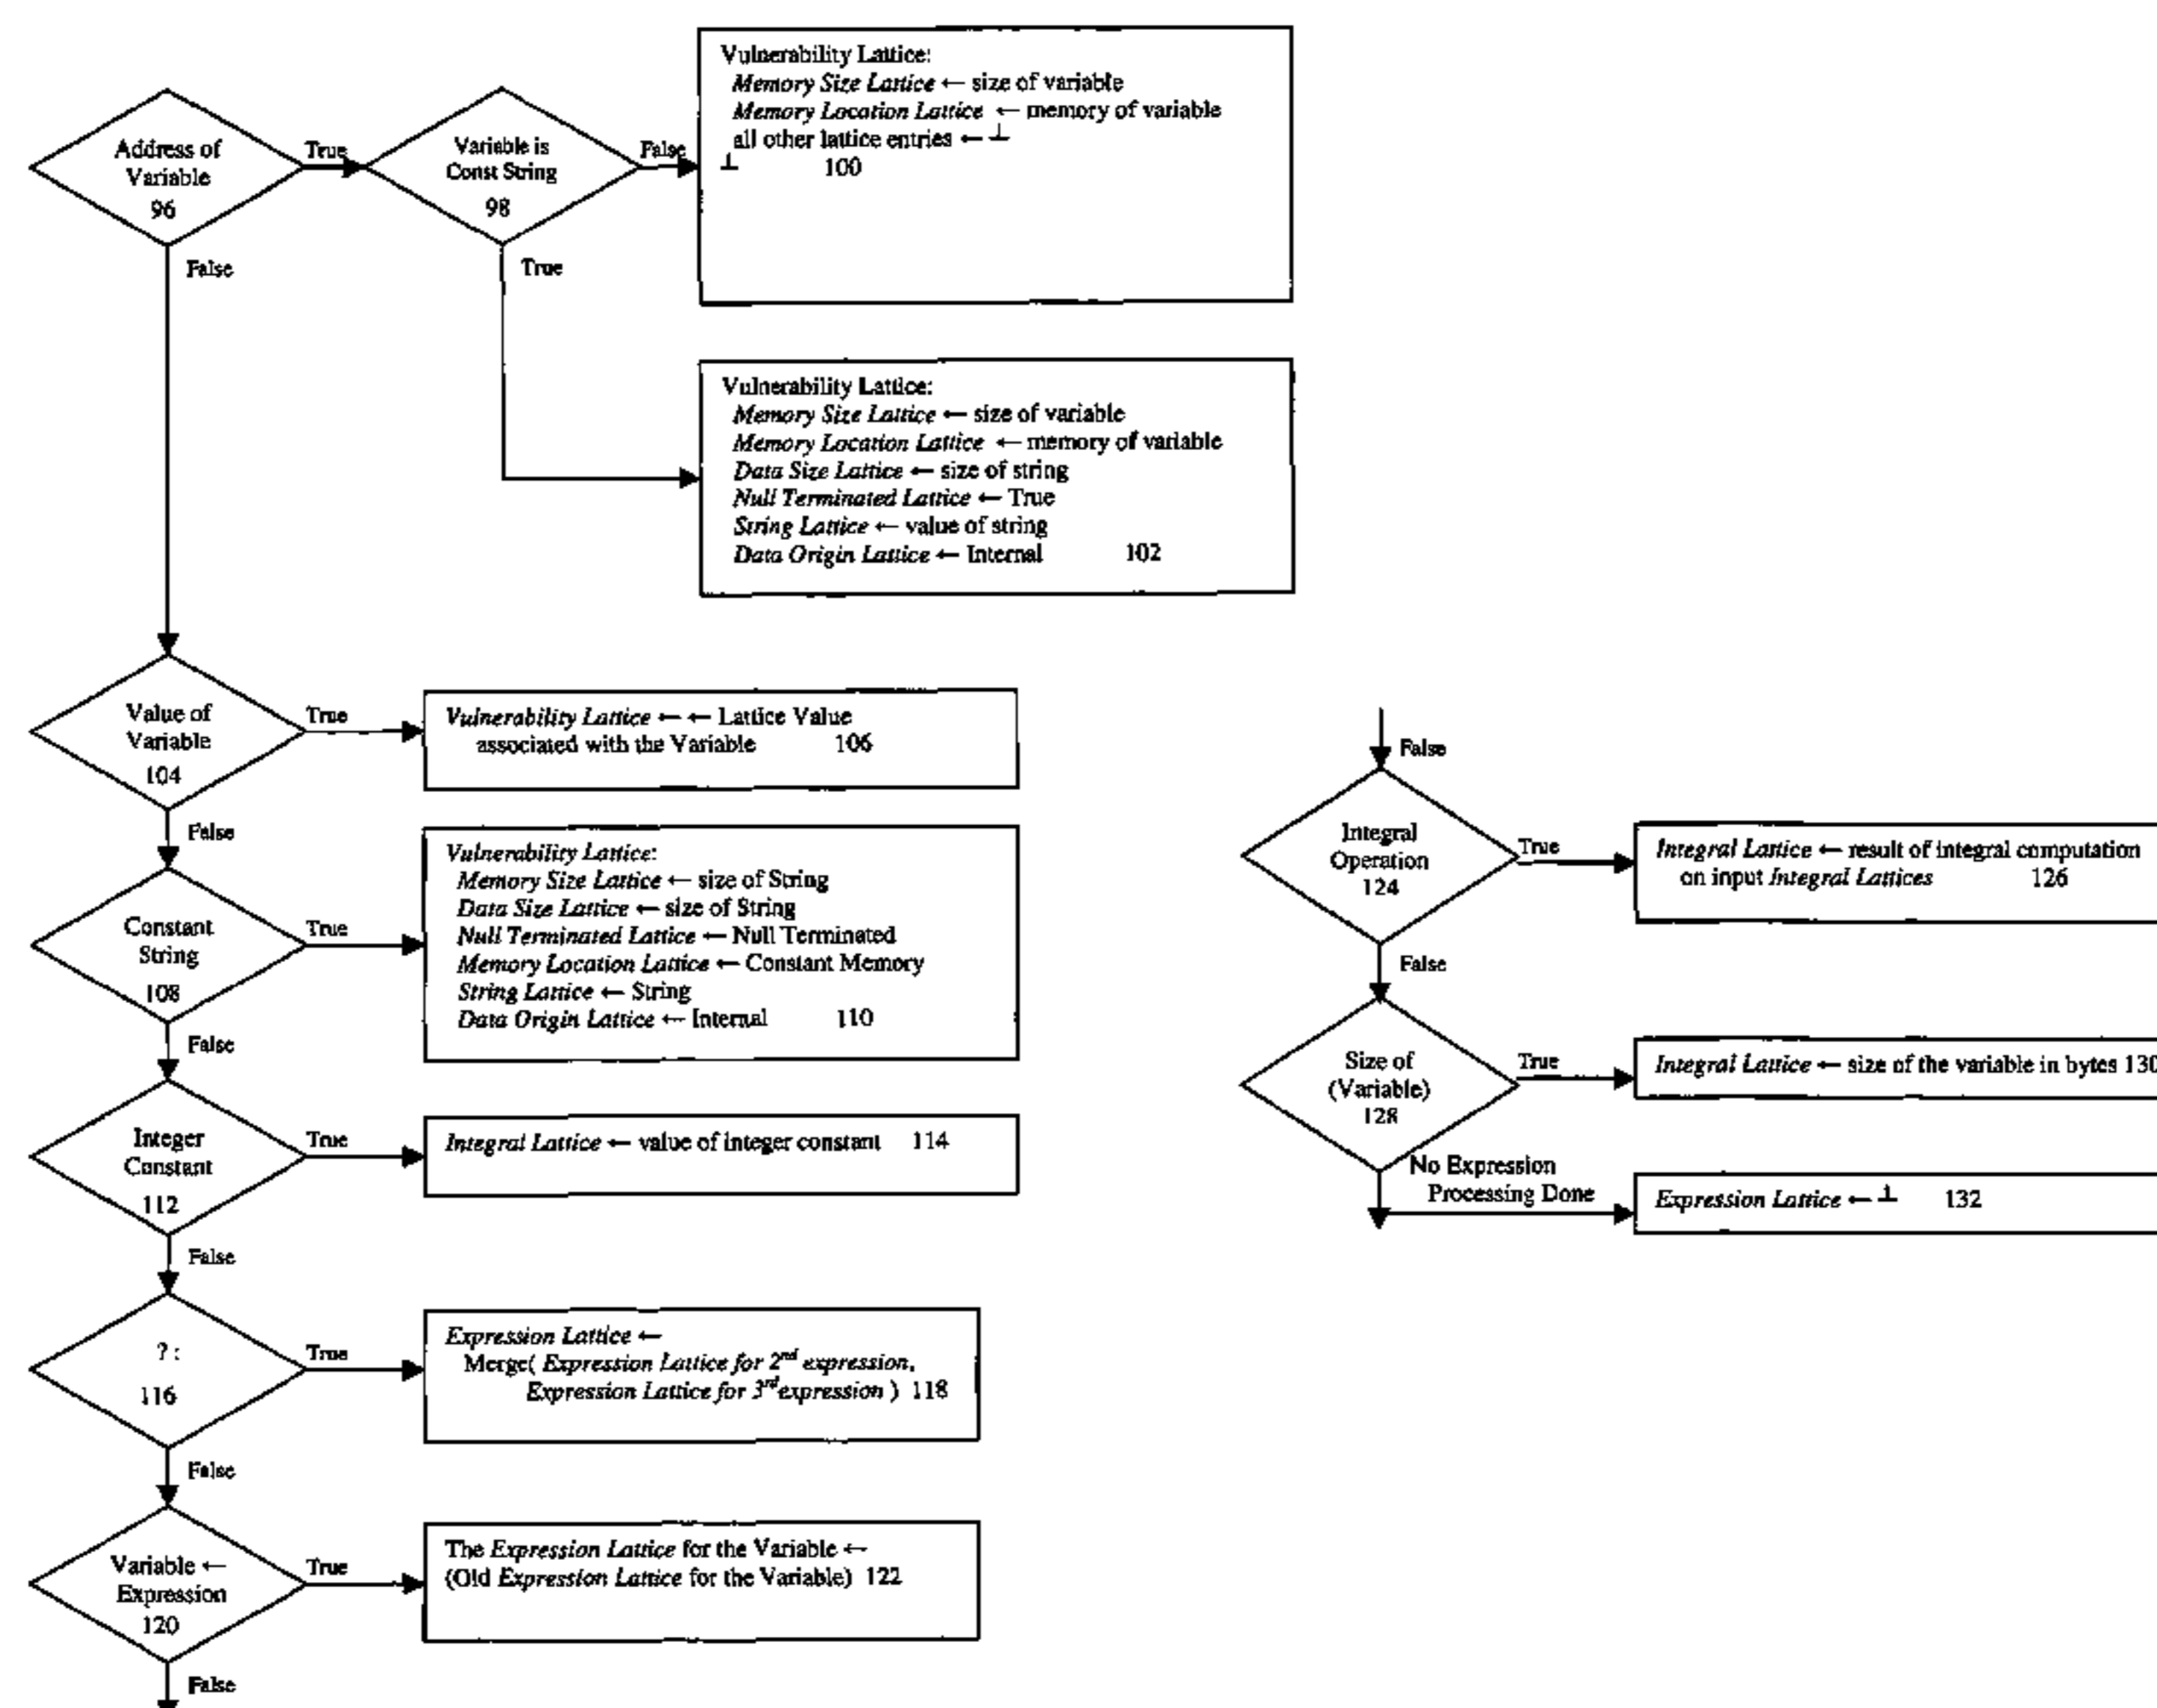 Address of
Variable
96
True
Variable is
Const String
98
False
Vulnerability Lattice:
Memory Size Lattice ← size of variable
Memory Location Lattice ← memory of variable
all other lattice entries ← ⊥
⊥ 100
False
True
Vulnerability Lattice:
Memory Size Lattice ← size of variable
Memory Location Lattice ← memory of variable
Data Size Lattice ← size of string
Null Terminated Lattice ← True
String Lattice ← value of string
Data Origin Lattice ← Internal 102
Value of
Variable
104
True
Vulnerability Lattice ← ← Lattice Value
associated with the Variable 106
False
Constant
String
108
True
Vulnerability Lattice:
Memory Size Lattice ← size of String
Data Size Lattice ← size of String
Null Terminated Lattice ← Null Terminated
Memory Location Lattice ← Constant Memory
String Lattice ← String
Data Origin Lattice ← Internal 110
False
Integer
Constant
112
True
Integral Lattice ← value of integer constant 114
False
? :
116
True
Expression Lattice ←
Merge( Expression Lattice for 2nd expression,
Expression Lattice for 3rd expression ) 118
False
Variable ←
Expression
120
True
The Expression Lattice for the Variable ←
(Old Expression Lattice for the Variable) 122
False
False
Integral
Operation
124
True
Integral Lattice ← result of integral computation
on input Integral Lattices 126
False
Size of
(Variable)
128
True
Integral Lattice ← size of the variable in bytes 130
No Expression
Processing Done
Expression Lattice ← ⊥ 132